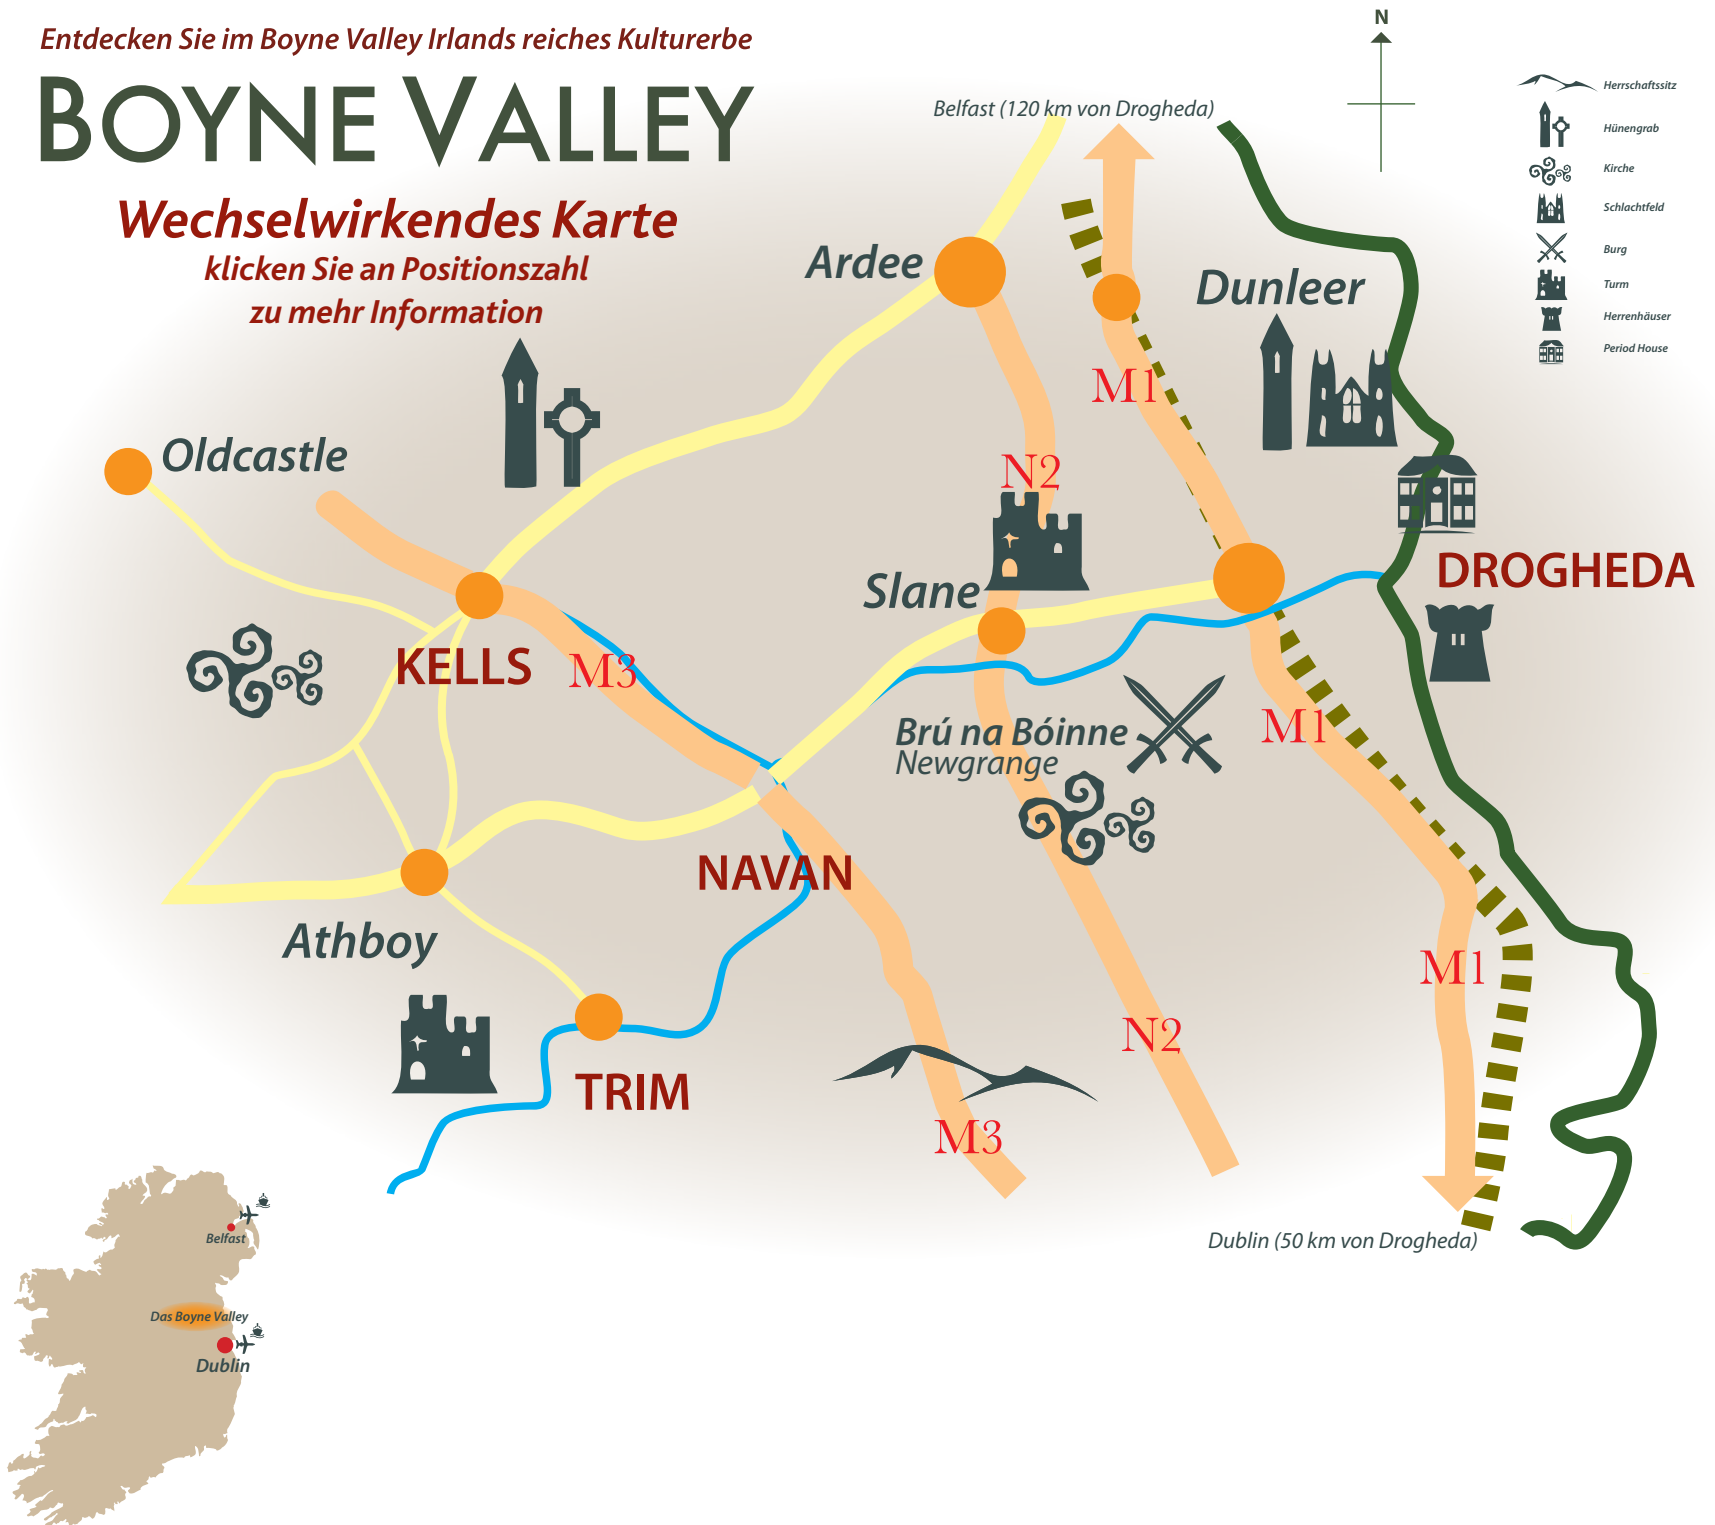 Entdecken Sie im Boyne Valley Irlands reiches Kulturerbe
BOYNE VALLEY
Wechselwirkendes Karte
klicken Sie an Positionszahl
zu mehr Information
N
Belfast (120 km von Drogheda)
Herrschaftssitz
Hünengrab
Kirche
Schlachtfeld
Burg
Turm
Herrenhäuser
Period House
Ardee
Dunleer
M1
Oldcastle
N2
DROGHEDA
Slane
KELLS
M3
Brú na Bóinne
Newgrange
M1
NAVAN
Athboy
M1
N2
TRIM
M3
Dublin (50 km von Drogheda)
Belfast
Das Boyne Valley
Dublin